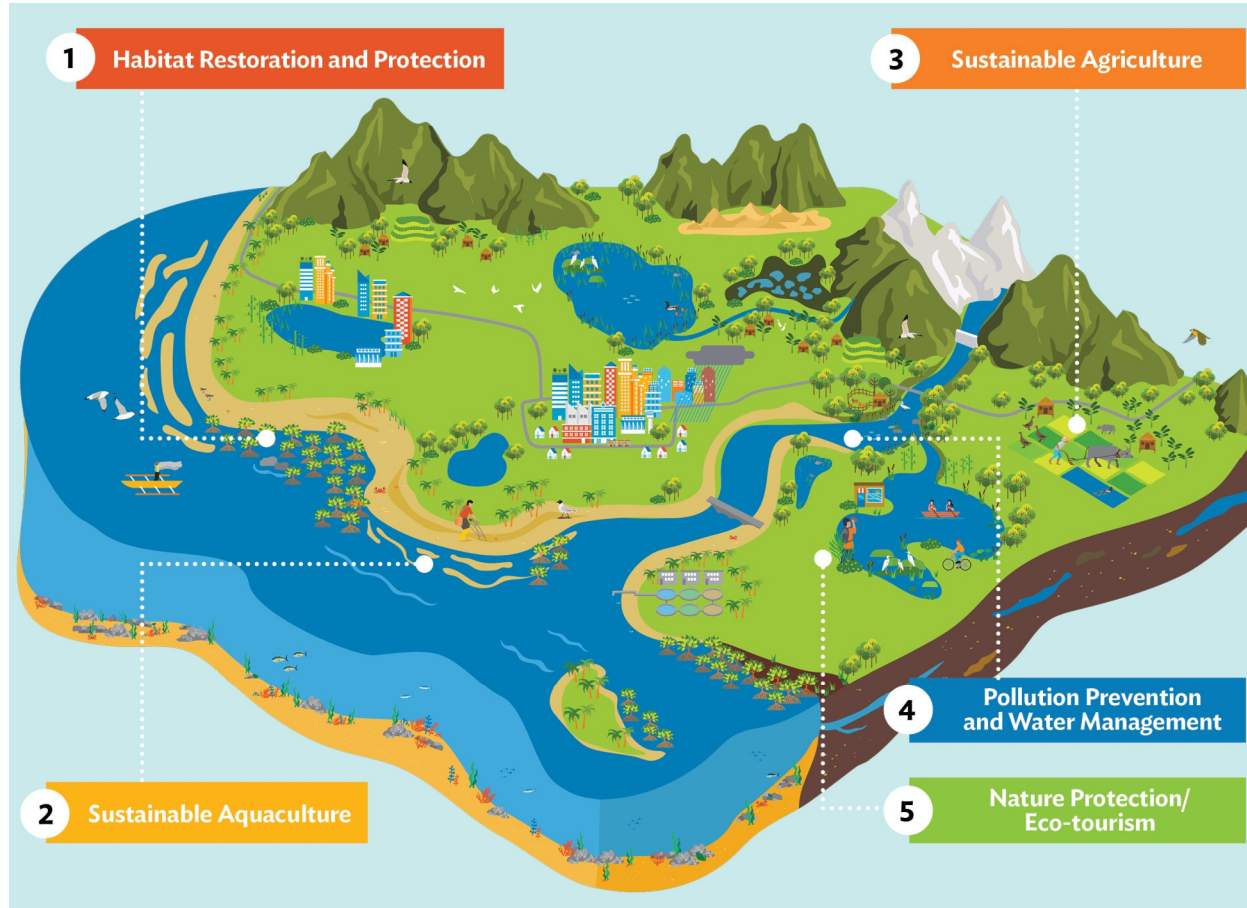 1
Habitat Restoration and Protection
3
Sustainable Agriculture
4
Pollution Prevention
and Water Management
2
Sustainable Aquaculture
5
Nature Protection/
Eco-tourism